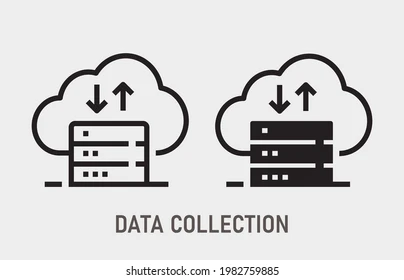 DATA COLLECTION
shutterstock.com · 1982759885